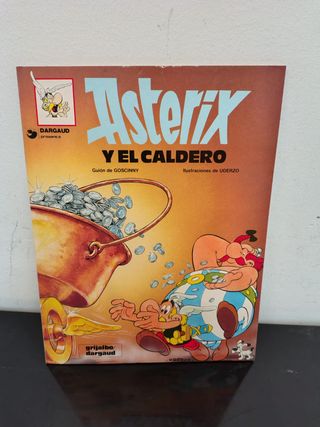 Asterix
DARGAUD
Y EL CALDERO
Guión de GOSCINNY
Ilustraciones de UDERZO
grijalbo
dargaud